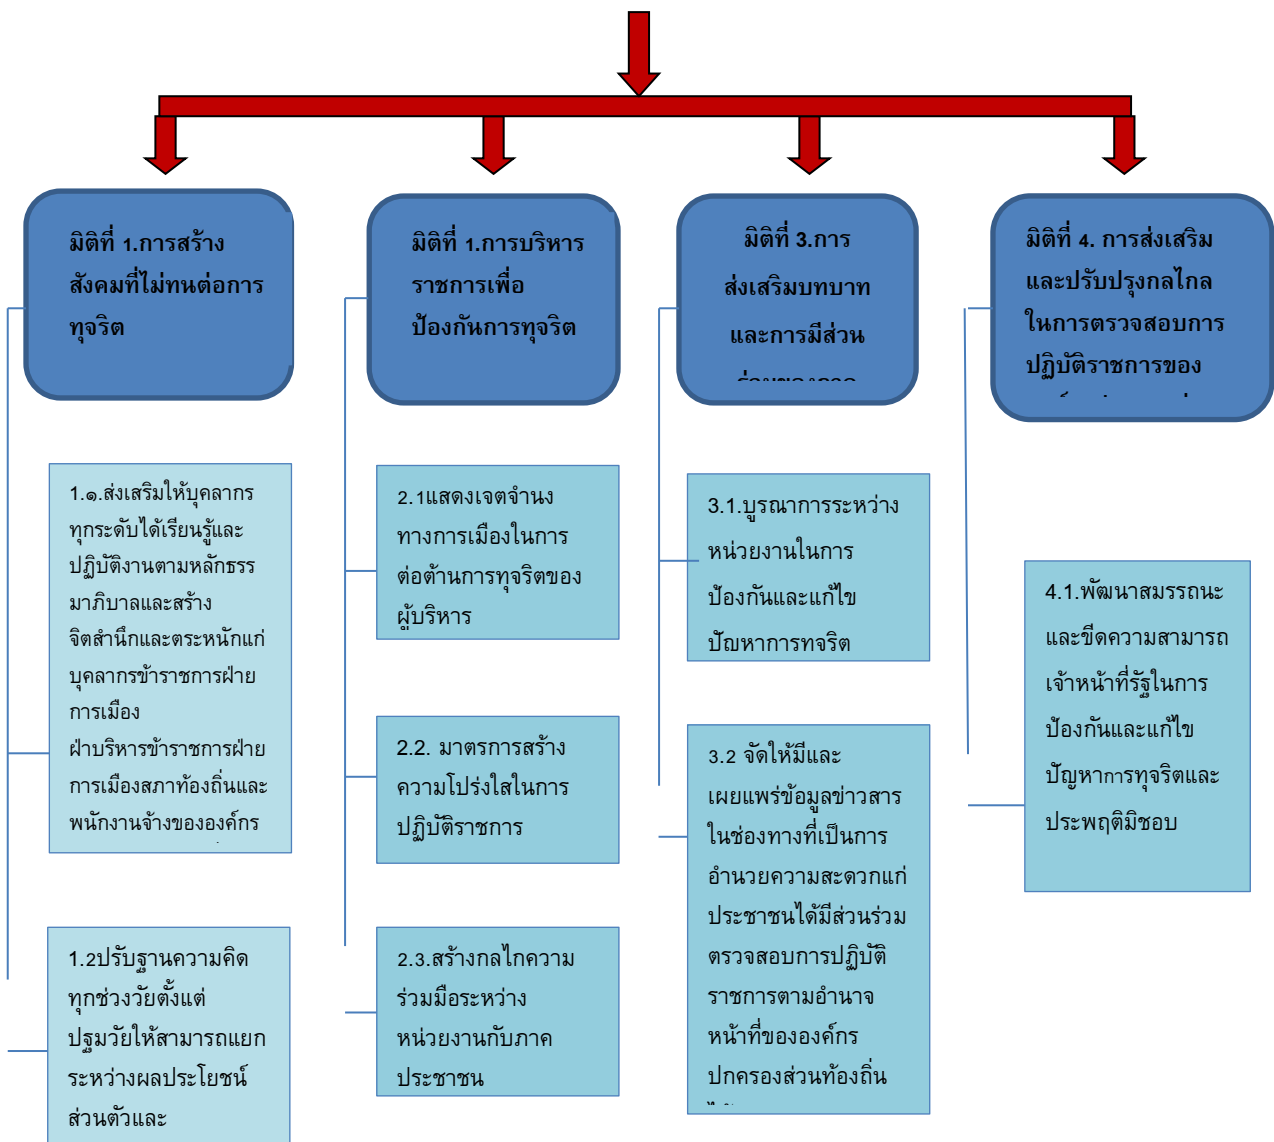 มิติที่ 1.การสร้าง
สังคมที่ไม่ทนต่อการ
ทุจริต
มิติที่ 1.การบริหาร
ราชการเพื่อ
ป้องกันการทุจริต
มิติที่ 3.การ
ส่งเสริมบทบาท
และการมีส่วน
มิติที่ 4. การส่งเสริม
และปรับปรุงกลไกล
ในการตรวจสอบการ
ปฏิบัติราชการของ
1.๑.ส่งเสริมให้บุคลากร
ทุกระดับได้เรียนรู้และ
ปฏิบัติงานตามหลักธรร
มาภิบาลและสร้าง
จิตสำนึกและตระหนักแก่
บุคลากรข้าราชการฝ่าย
การเมือง
ฝ่าบริหารข้าราชการฝ่าย
การเมืองสภาท้องถิ่นและ
พนักงานจ้างขององค์กร
1.2ปรับฐานความคิด
ทุกช่วงวัยตั้งแต่
ปฐมวัยให้สามารถแยก
ระหว่างผลประโยชน์
ส่วนตัวและ
2.1แสดงเจตจำนง
ทางการเมืองในการ
ต่อต้านการทุจริตของ
ผู้บริหาร
2.2. มาตรการสร้าง
ความโปร่งใสในการ
ปฏิบัติราชการ
2.3.สร้างกลไกความ
ร่วมมือระหว่าง
หน่วยงานกับภาค
ประชาชน
3.1.บูรณาการระหว่าง
หน่วยงานในการ
ป้องกันและแก้ไข
ปัญหาการทุจริต
3.2 จัดให้มีและ
เผยแพร่ข้อมูลข่าวสาร
ในช่องทางที่เป็นการ
อำนวยความสะดวกแก่
ประชาชนได้มีส่วนร่วม
ตรวจสอบการปฏิบัติ
ราชการตามอำนาจ
หน้าที่ขององค์กร
ปกครองส่วนท้องถิ่น
4.1.พัฒนาสมรรถนะ
และขีดความสามารถ
เจ้าหน้าที่รัฐในการ
ป้องกันและแก้ไข
ปัญหาการทุจริตและ
ประพฤติมิชอบ